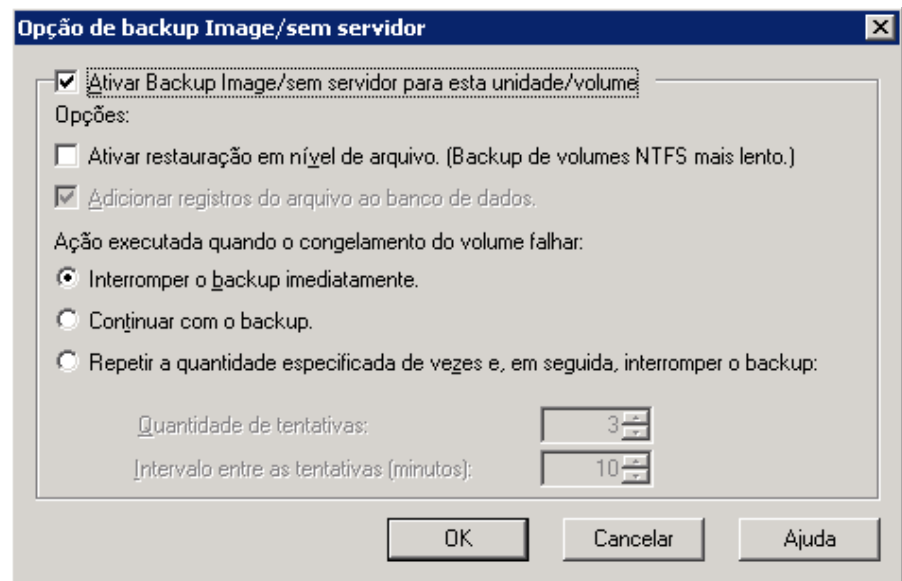 Opção de backup Image/sem servidor
Ativar Backup Image/sem servidor para esta unidade/volume
Opções:
Ativar restauração em nível de arquivo. (Backup de volumes NTFS mais lento.)
Adicionar registros do arquivo ao banco de dados.
Ação executada quando o congelamento do volume falhar:
Interromper o backup imediatamente.
Continuar com o backup.
Repetir a quantidade especificada de vezes e, em seguida, interromper o backup:
Quantidade de tentativas: 3
Intervalo entre as tentativas (minutos): 10
OK Cancelar Ajuda